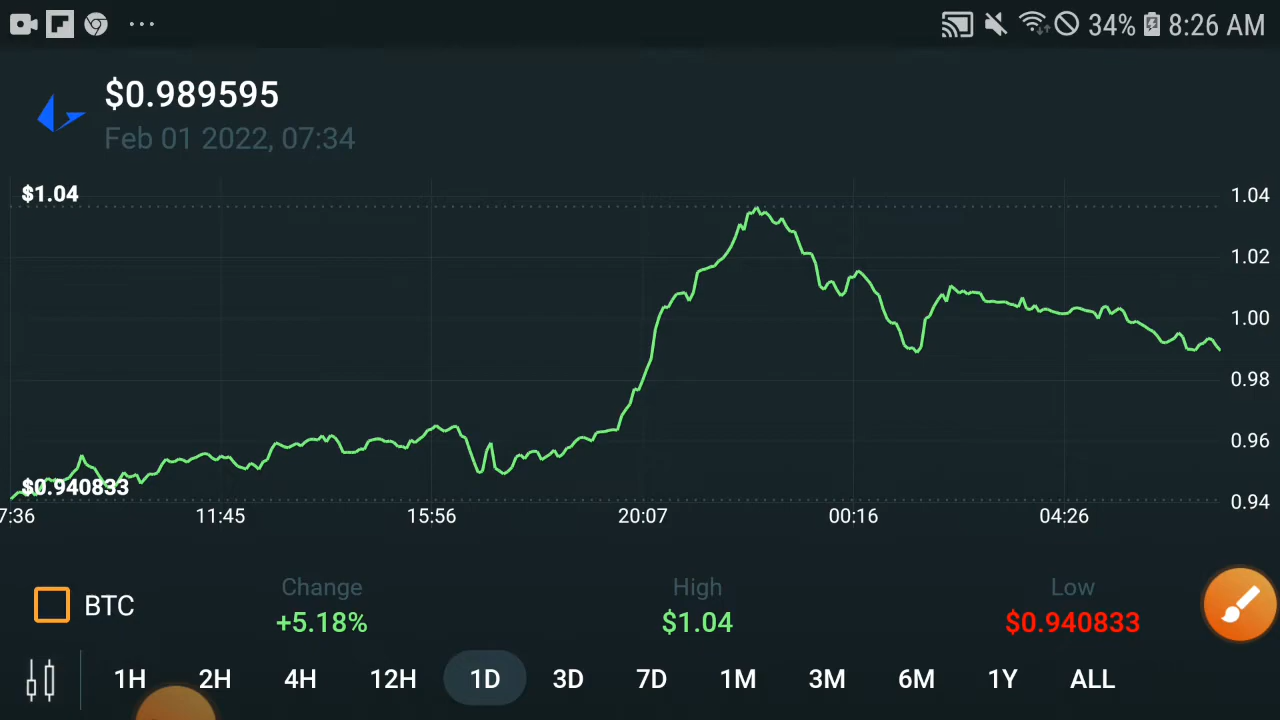 34% 8:26 AM
$0.989595
Feb 01 2022, 07:34
$1.04
1.04
1.02
1.00
0.98
0.96
$0.940833
0.94
7:36 11:45 15:56 20:07 00:16 04:26
Change High Low
BTC +5.18% $1.04 $0.940833
1H 2H 4H 12H 1D 3D 7D 1M 3M 6M 1Y ALL